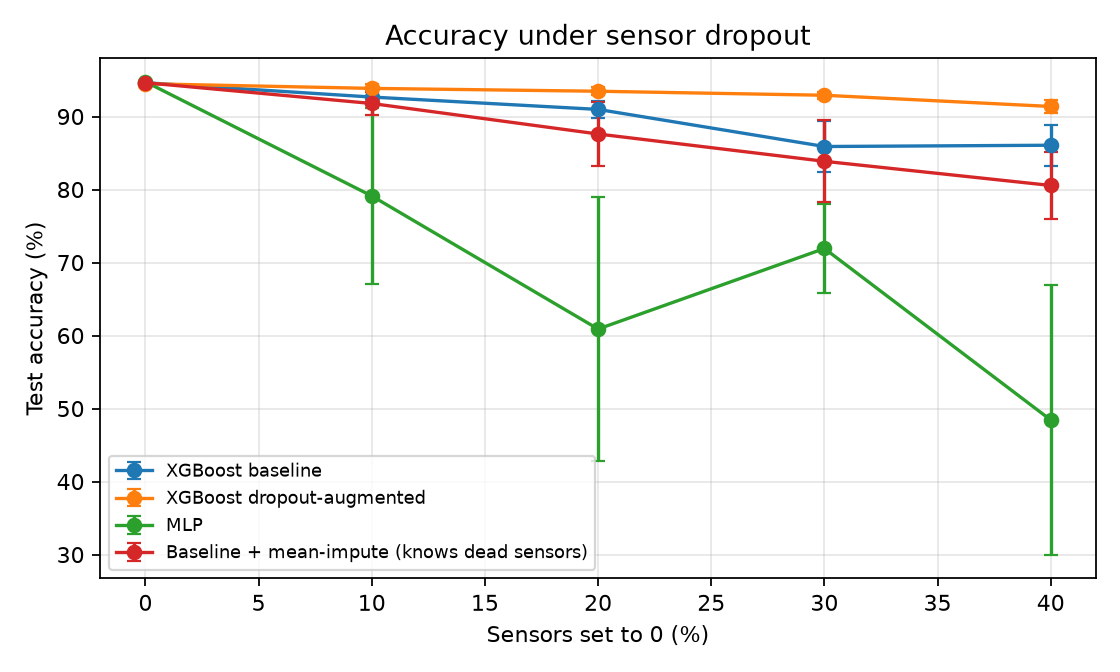 Accuracy under sensor dropout
Test accuracy (%)
90
80
70
60
50
40
30
XGBoost baseline
XGBoost dropout-augmented
MLP
Baseline + mean-impute (knows dead sensors)
0 5 10 15 20 25 30 35 40
Sensors set to 0 (%)